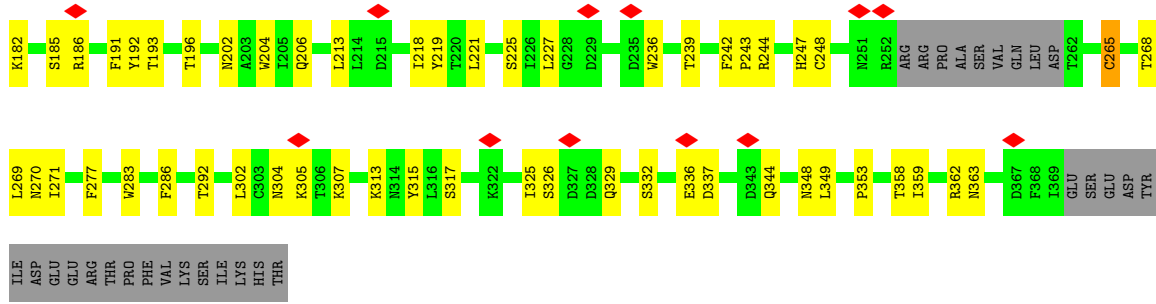 K182 S185 R186 F191 Y192 T193 T196 N202 A203 W204 I205 Q206 L213 L214 D215 I218 Y219 T220 L221 S225 I226 L227 G228 D229 D235 W236 T239 F242 P243 R244 H247 C248 N251 R252 ARG ARG PRO ALA SER VAL GLN LEU ASP T262 C265 T268
L269 N270 I271 F277 W283 F286 T292 L302 C303 N304 K305 T306 K307 K313 N314 Y315 L316 S317 K322 I325 S326 D327 D328 Q329 S332 E336 D337 D343 Q344 N348 L349 P353 T358 I359 R362 N363 D367 F368 I369 GLU SER GLU ASP TYR
ILE ASP GLU GLU ARG THR PRO PHE VAL LYS SER ILE LYS HIS THR